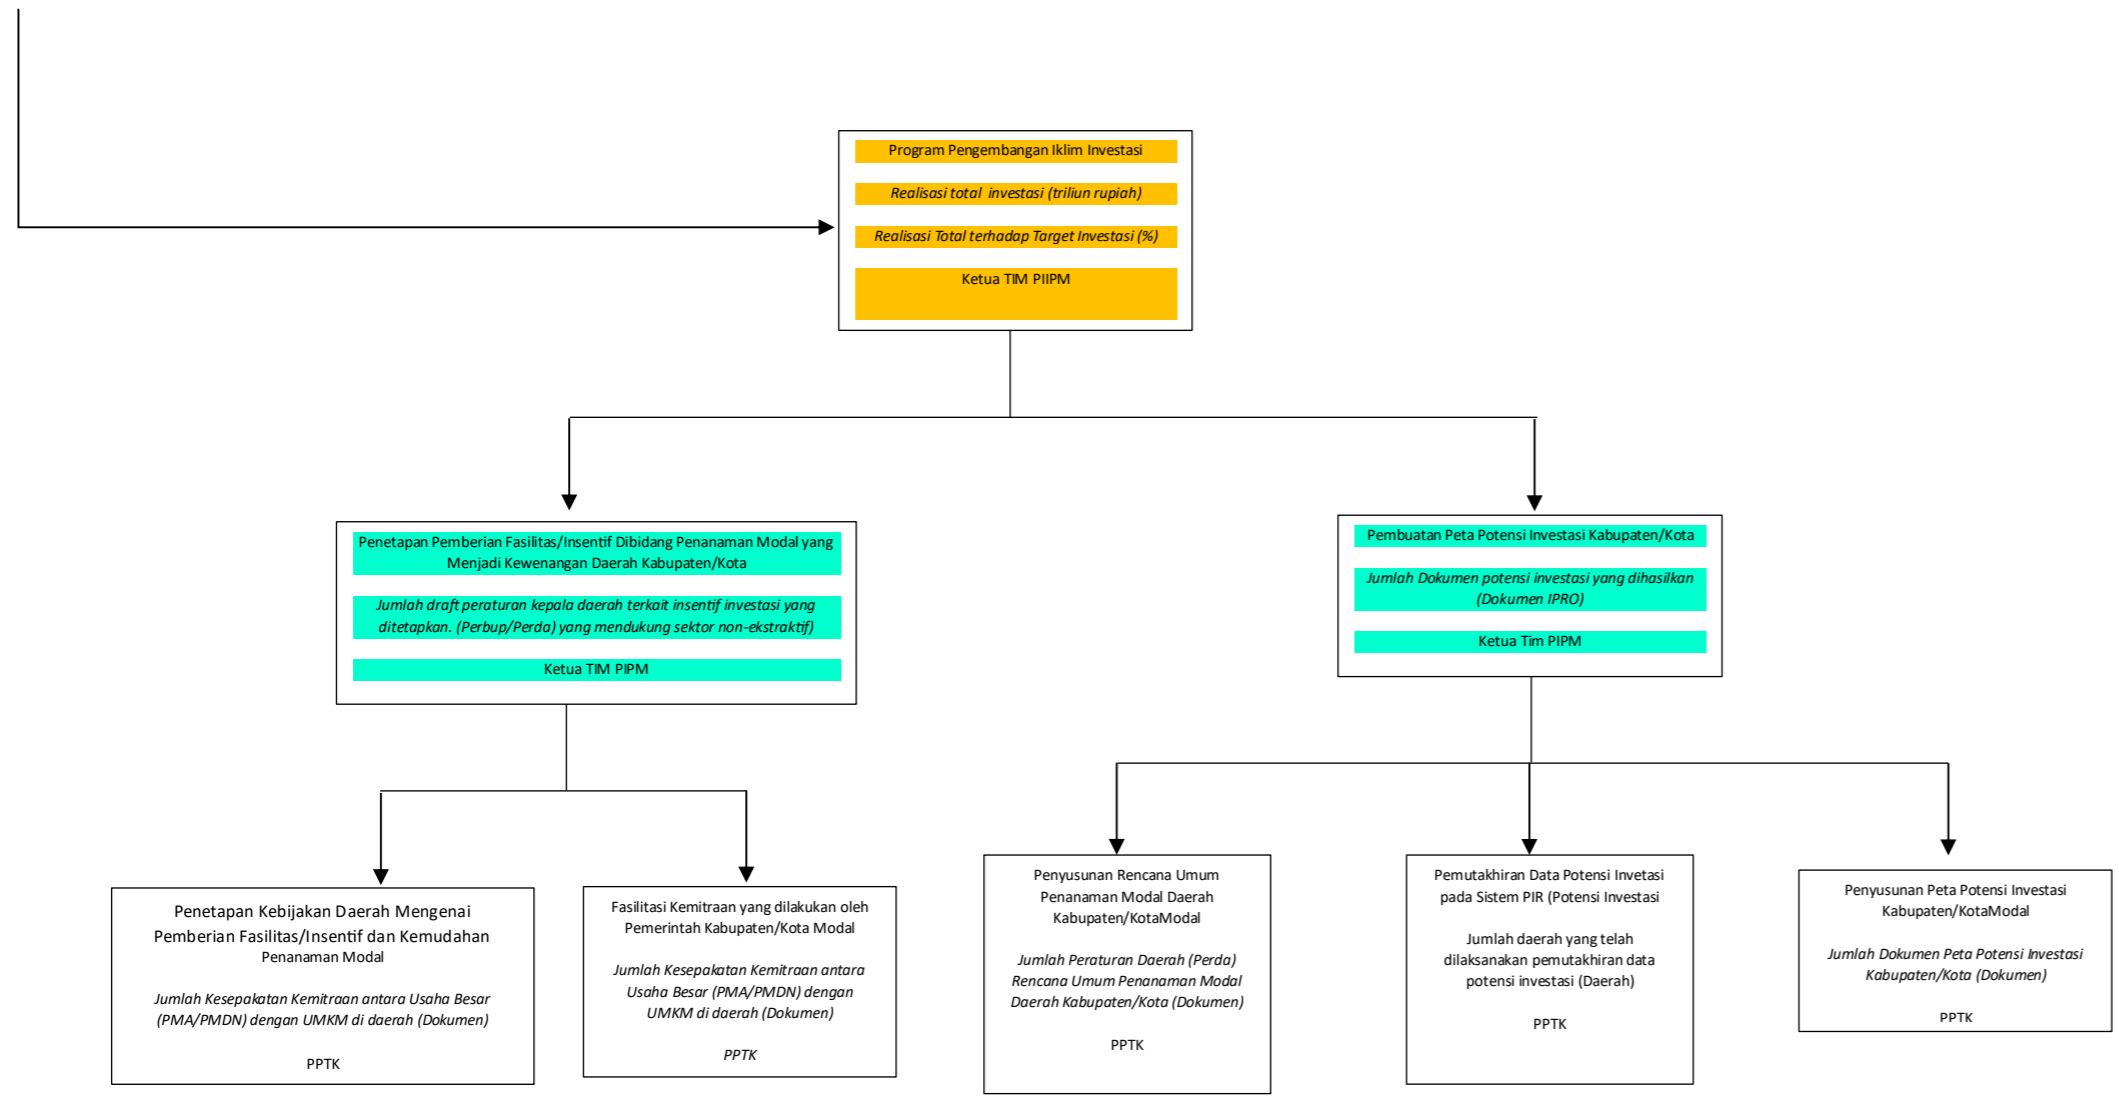 Program Pengembangan Iklim Investasi
Realisasi total investasi (triliun rupiah)
Realisasi Total terhadap Target Investasi (%)
Ketua TIM PIIPM
Penetapan Pemberian Fasilitas/Insentif Dibidang Penanaman Modal yang
Menjadi Kewenangan Daerah Kabupaten/Kota
Jumlah draft peraturan kepala daerah terkait insentif investasi yang
ditetapkan. (Perbup/Perda) yang mendukung sektor non-ekstraktif)
Ketua TIM PIPM
Pembuatan Peta Potensi Investasi Kabupaten/Kota
Jumlah Dokumen potensi investasi yang dihasilkan
(Dokumen IPRO)
Ketua Tim PIPM
Penetapan Kebijakan Daerah Mengenai
Pemberian Fasilitas/Insentif dan Kemudahan
Penanaman Modal
Jumlah Kesepakatan Kemitraan antara Usaha Besar
(PMA/PMDN) dengan UMKM di daerah (Dokumen)
PPTK
Fasilitasi Kemitraan yang dilakukan oleh
Pemerintah Kabupaten/Kota Modal
Jumlah Kesepakatan Kemitraan antara
Usaha Besar (PMA/PMDN) dengan
UMKM di daerah (Dokumen)
PPTK
Penyusunan Rencana Umum
Penanaman Modal Daerah
Kabupaten/KotaModal
Jumlah Peraturan Daerah (Perda)
Rencana Umum Penanaman Modal
Daerah Kabupaten/Kota (Dokumen)
PPTK
Pemutakhiran Data Potensi Invetasi
pada Sistem PIR (Potensi Investasi
Jumlah daerah yang telah
dilaksanakan pemutakhiran data
potensi investasi (Daerah)
PPTK
Penyusunan Peta Potensi Investasi
Kabupaten/KotaModal
Jumlah Dokumen Peta Potensi Investasi
Kabupaten/Kota (Dokumen)
PPTK